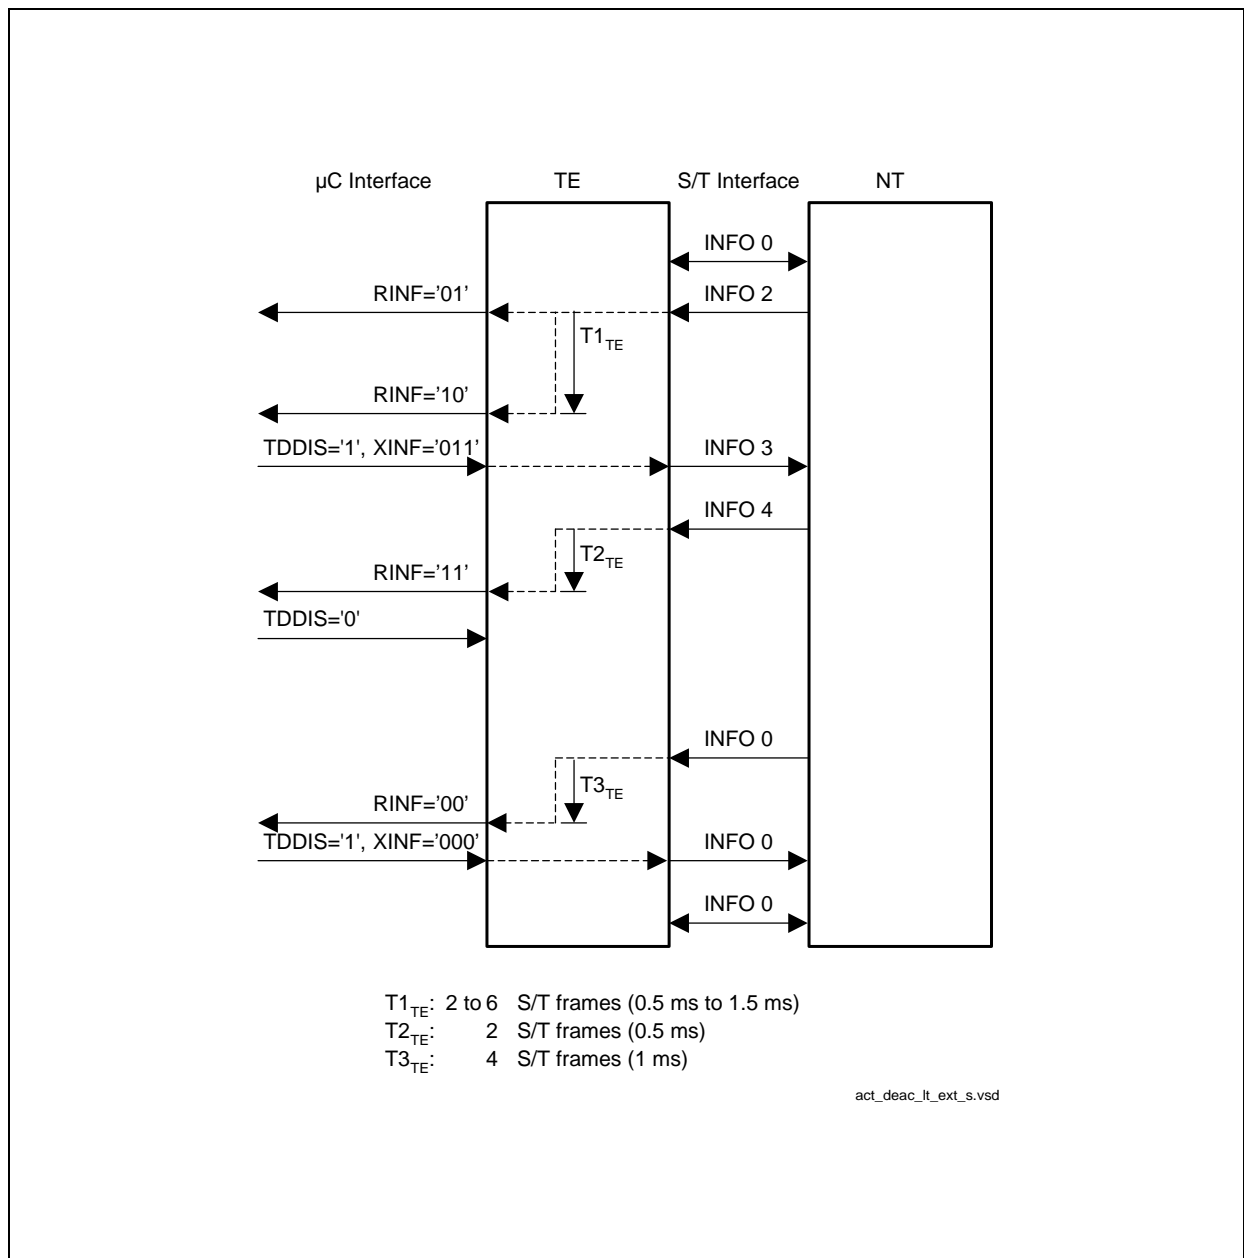 µC Interface TE S/T Interface NT
INFO 0
RINF='01' INFO 2
T1TE
RINF='10'
TDDIS='1', XINF='011' INFO 3
INFO 4
T2TE
RINF='11'
TDDIS='0'
INFO 0
T3TE
RINF='00'
TDDIS='1', XINF='000' INFO 0
INFO 0
T1TE: 2 to 6 S/T frames (0.5 ms to 1.5 ms)
T2TE: 2 S/T frames (0.5 ms)
T3TE: 4 S/T frames (1 ms)
act_deac_lt_ext_s.vsd